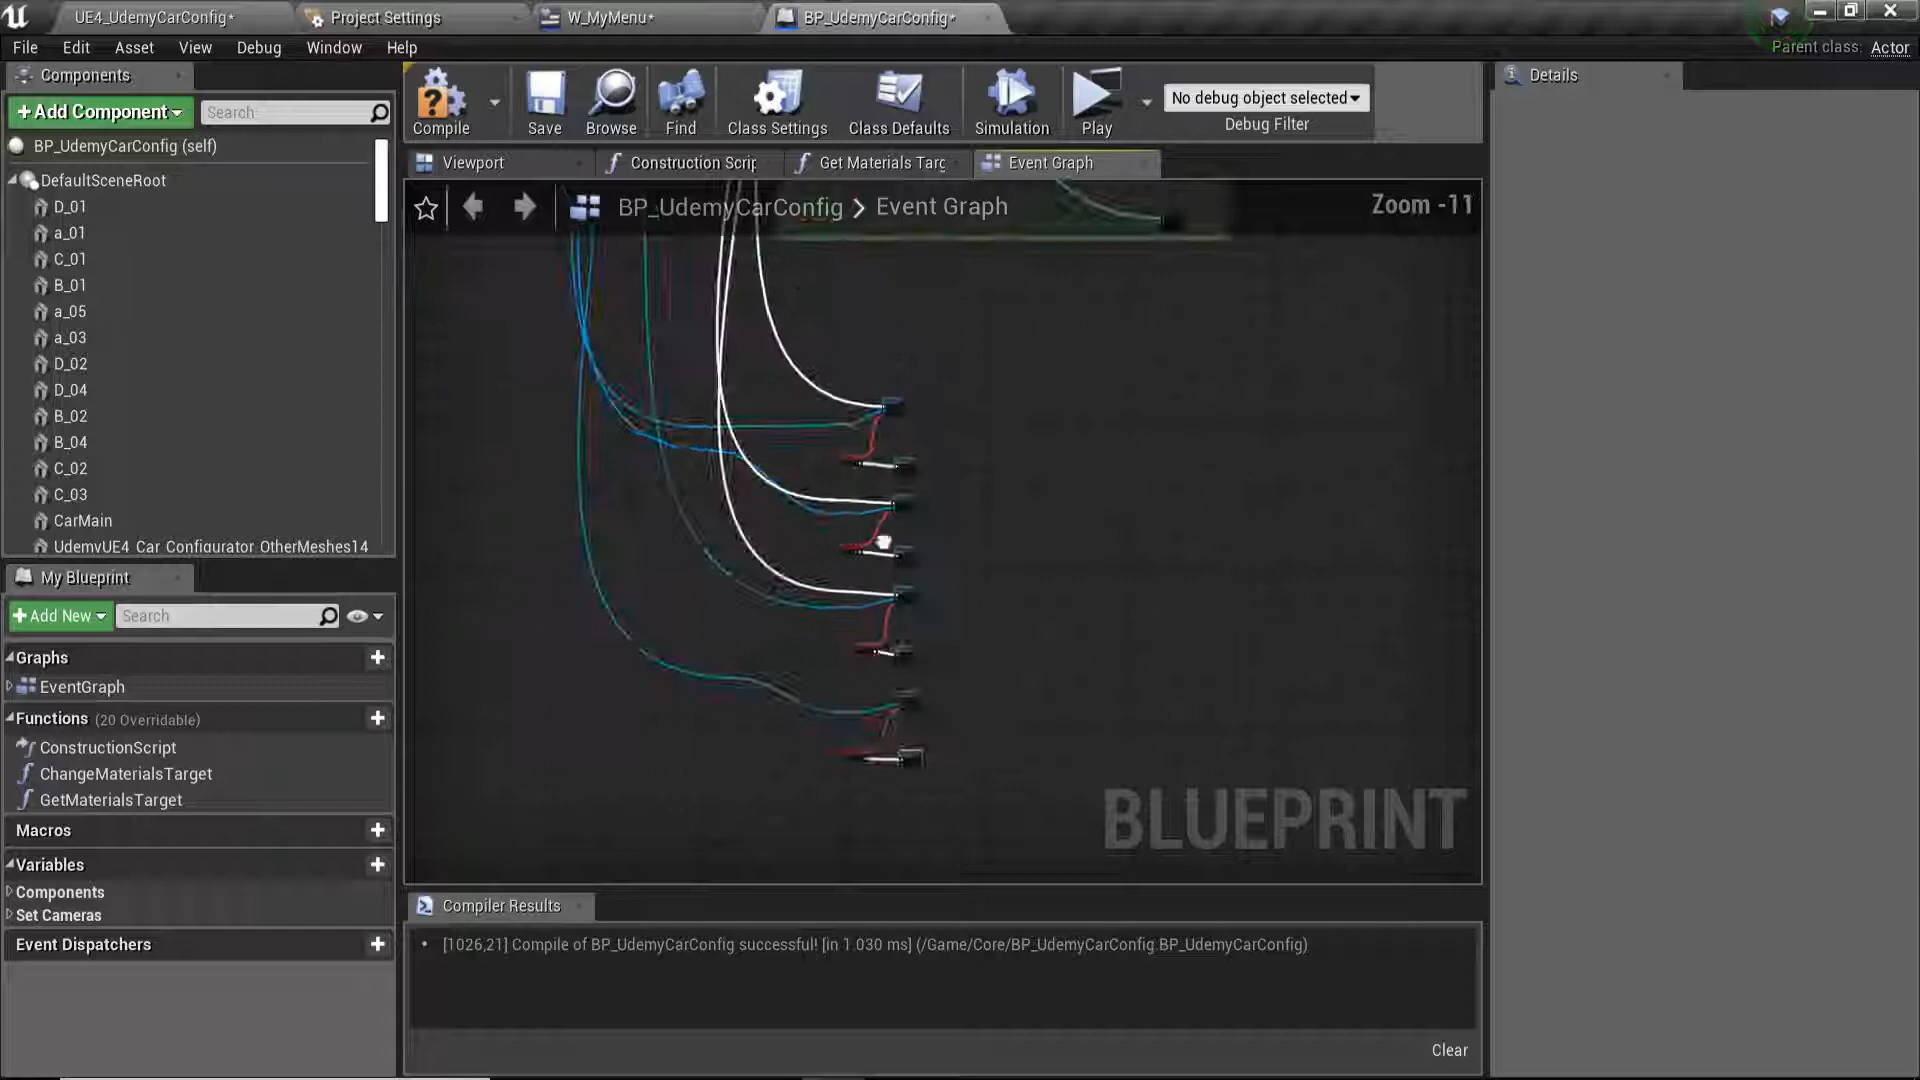 UE4_UdemyCarConfig*
Project Settings
W_MyMenu*
BP_UdemyCarConfig*
File
Edit
Asset
View
Debug
Window
Help
Parent class: Actor
Components
+Add Component
Search
BP_UdemyCarConfig (self)
DefaultSceneRoot
D_01
a_01
C_01
B_01
a_05
a_03
D_02
D_04
B_02
B_04
C_02
C_03
CarMain
UdemyUE4_Car_Configurator_OtherMeshes14
Compile
Save
Browse
Find
Class Settings
Class Defaults
Simulation
Play
No debug object selected
Debug Filter
Details
Viewport
Construction Scrip
Get Materials Targ
Event Graph
BP_UdemyCarConfig > Event Graph
Zoom -11
BLUEPRINT
My Blueprint
+Add New
Search
Graphs
EventGraph
Functions (20 Overridable)
ConstructionScript
ChangeMaterialsTarget
GetMaterialsTarget
Macros
Variables
Components
Set Cameras
Event Dispatchers
Compiler Results
• [1026,21] Compile of BP_UdemyCarConfig successful! [in 1.030 ms] (/Game/Core/BP_UdemyCarConfig.BP_UdemyCarConfig)
Clear